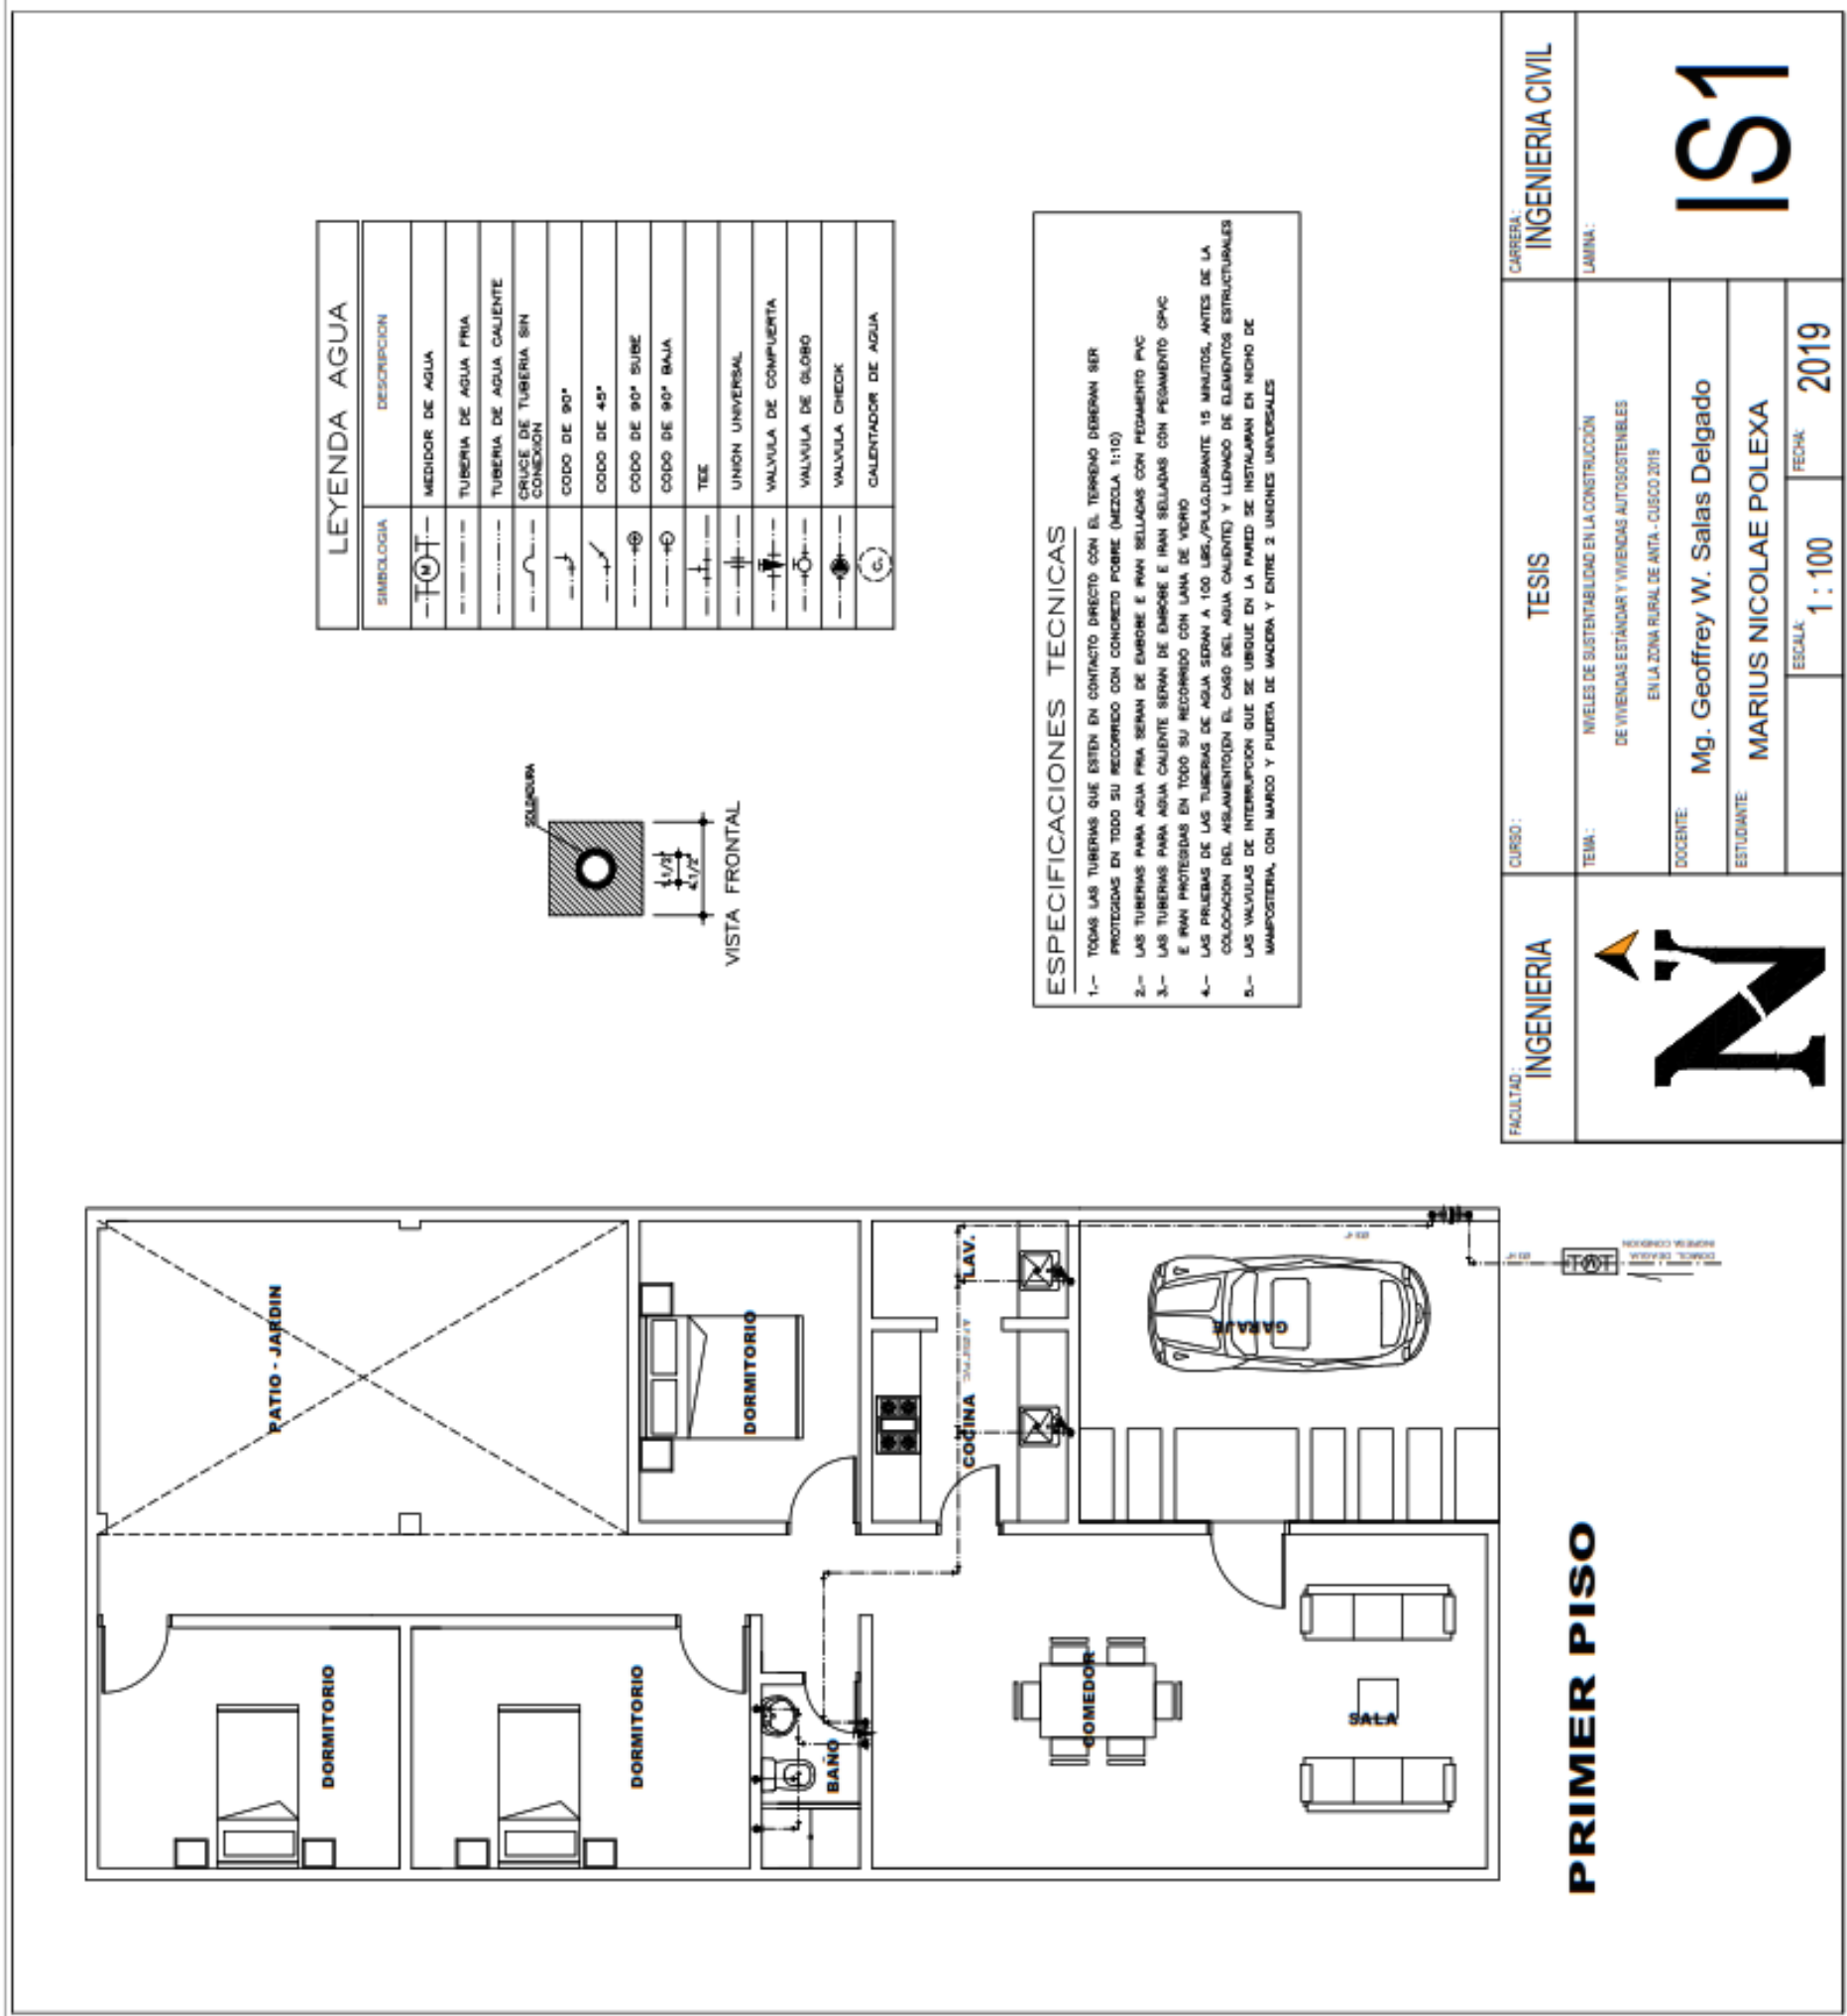 LEYENDA AGUA
SIMBOLOGIA DESCRIPCION
M MEDIDOR DE AGUA
TUBERIA DE AGUA FRIA
TUBERIA DE AGUA CALIENTE
CRUCE DE TUBERIA SIN
CONEXION
CODO DE 90°
CODO DE 45°
CODO DE 90° SUBE
CODO DE 90° BAJA
TEE
UNION UNIVERSAL
VALVULA DE COMPUERTA
VALVULA DE GLOBO
VALVULA CHECK
C. CALENTADOR DE AGUA
SOLDADURA
1.1/2"
4.1/2"
VISTA FRONTAL
ESPECIFICACIONES TECNICAS
1.- TODAS LAS TUBERIAS QUE ESTEN EN CONTACTO DIRECTO CON EL TERRENO DEBERAN SER
PROTEGIDAS EN TODO SU RECORRIDO CON CONCRETO POBRE (MEZCLA 1:10)
2.- LAS TUBERIAS PARA AGUA FRIA SERAN DE EMBOBE E IRAN SELLADAS CON PEGAMENTO PVC
3.- LAS TUBERIAS PARA AGUA CALIENTE SERAN DE EMBOBE E IRAN SELLADAS CON PEGAMENTO CPVC
E IRAN PROTEGIDAS EN TODO SU RECORRIDO CON LANA DE VIDRIO
4.- LAS PRUEBAS DE LAS TUBERIAS DE AGUA SERAN A 100 LBS./PULG.DURANTE 15 MINUTOS, ANTES DE LA
COLOCACION DEL AISLAMIENTO(EN EL CASO DEL AGUA CALIENTE) Y LLENADO DE ELEMENTOS ESTRUCTURALES
5.- LAS VALVULAS DE INTERRUPCION QUE SE UBIQUE EN LA PARED SE INSTALARAN EN NICHO DE
MAMPOSTERIA, CON MARCO Y PUERTA DE MADERA Y ENTRE 2 UNIONES UNIVERSALES
PATIO - JARDIN
DORMITORIO
DORMITORIO
DORMITORIO
BAÑO
COCINA
LAV.
GARAJE
COMEDOR
SALA
INGRESA CONEXION
DOMICIL. DE AGUA
PRIMER PISO
FACULTAD:
INGENIERIA
N
CURSO:
TESIS
TEMA:
NIVELES DE SUSTENTABILIDAD EN LA CONSTRUCCIÓN
DE VIVIENDAS ESTÁNDAR Y VIVIENDAS AUTOSOSTENIBLES
EN LA ZONA RURAL DE ANTA - CUSCO 2019
DOCENTE:
Mg. Geoffrey W. Salas Delgado
ESTUDIANTE:
MARIUS NICOLAE POLEXA
ESCALA:
1 : 100
FECHA:
2019
CARRERA:
INGENIERIA CIVIL
LAMINA:
IS1